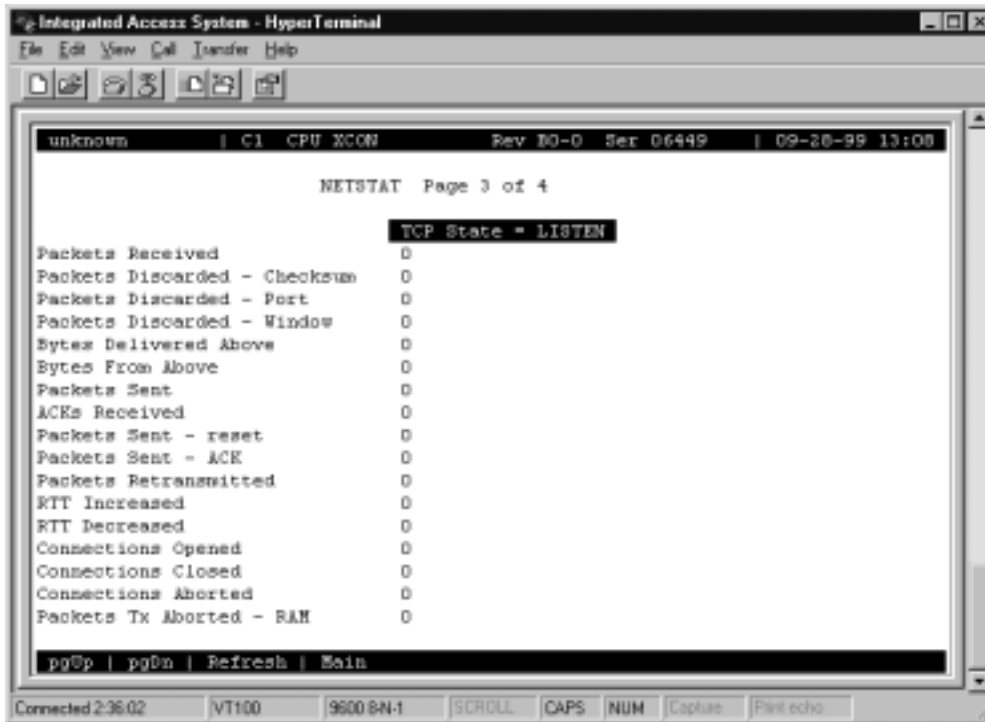 Integrated Access System - HyperTerminal
File Edit View Call Transfer Help
unknown | C1 CPU XCON Rev B0-0 Ser 06449 | 09-28-99 13:08
NETSTAT Page 3 of 4
TCP State = LISTEN
Packets Received 0
Packets Discarded - Checksum 0
Packets Discarded - Port 0
Packets Discarded - Window 0
Bytes Delivered Above 0
Bytes From Above 0
Packets Sent 0
ACKs Received 0
Packets Sent - reset 0
Packets Sent - ACK 0
Packets Retransmitted 0
RTT Increased 0
RTT Decreased 0
Connections Opened 0
Connections Closed 0
Connections Aborted 0
Packets Tx Aborted - RAM 0
pgUp | pgDn | Refresh | Main
Connected 2:36:02 VT100 9600 8-N-1 SCROLL CAPS NUM Capture Print echo